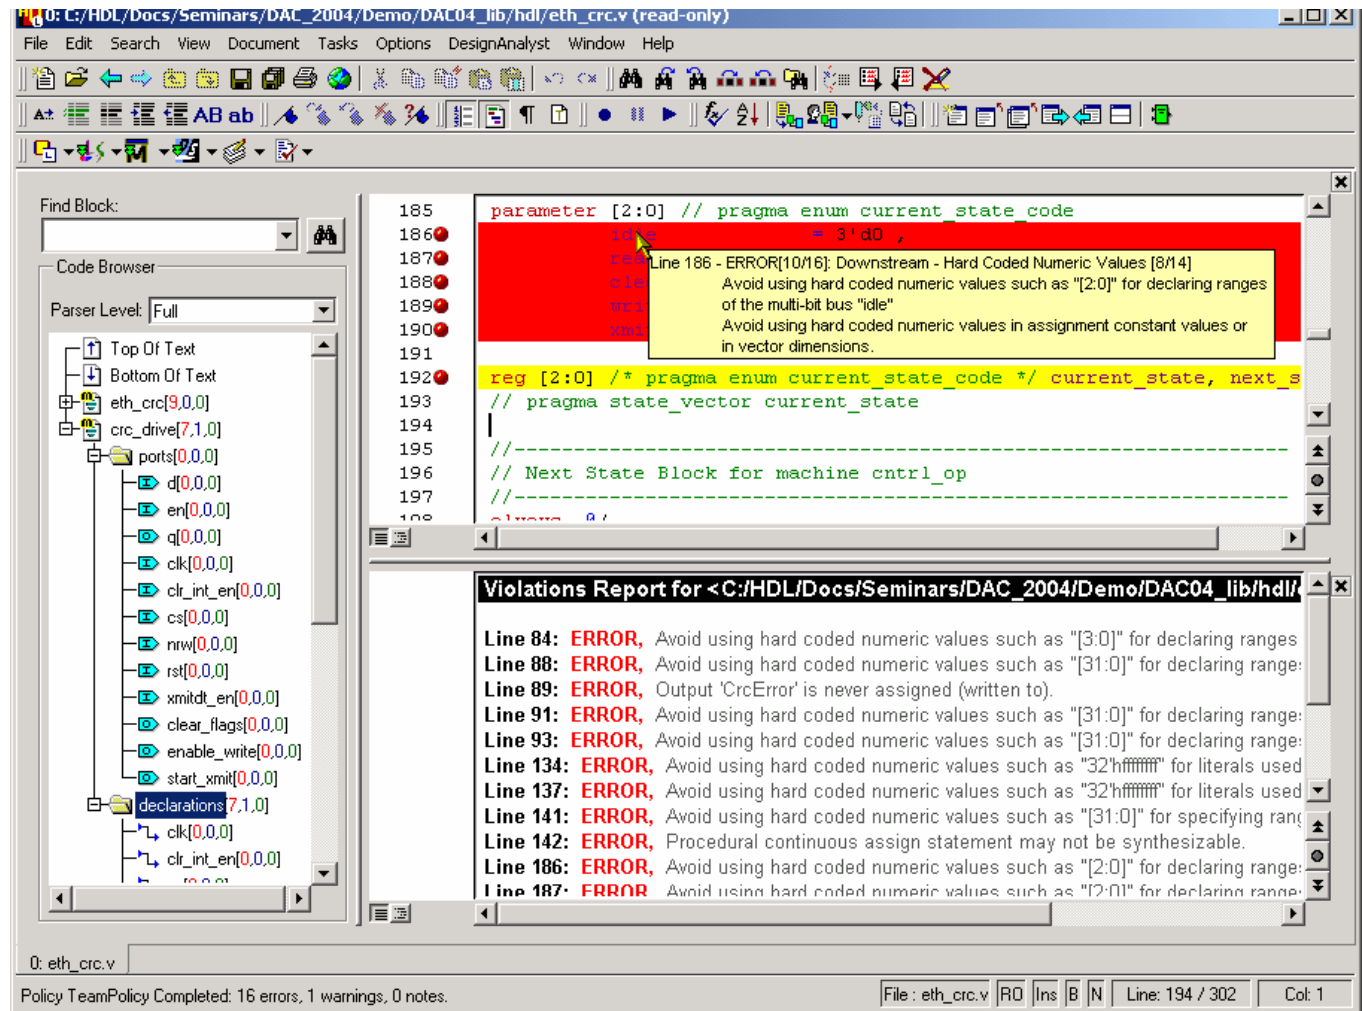 0: C:/HDL/Docs/Seminars/DAC_2004/Demo/DAC04_lib/hdl/eth_crc.v (read-only)
File Edit Search View Document Tasks Options DesignAnalyst Window Help
AB ab
Find Block:
Code Browser
Parser Level: Full
Top Of Text
Bottom Of Text
eth_crc[9,0,0]
crc_drive[7,1,0]
ports[0,0,0]
d[0,0,0]
en[0,0,0]
q[0,0,0]
clk[0,0,0]
clr_int_en[0,0,0]
cs[0,0,0]
nrw[0,0,0]
rst[0,0,0]
xmitdt_en[0,0,0]
clear_flags[0,0,0]
enable_write[0,0,0]
start_xmit[0,0,0]
declarations[7,1,0]
clk[0,0,0]
clr_int_en[0,0,0]
185 parameter [2:0] // pragma enum current_state_code
186 idle = 3'd0 ,
187
188
189
190
Line 186 - ERROR[10/16]: Downstream - Hard Coded Numeric Values [8/14]
Avoid using hard coded numeric values such as "[2:0]" for declaring ranges
of the multi-bit bus "idle"
Avoid using hard coded numeric values in assignment constant values or
in vector dimensions.
191
192 reg [2:0] /* pragma enum current_state_code */ current_state, next_s
193 // pragma state_vector current_state
194
195 //----------------------------------------------------------
196 // Next State Block for machine cntrl_op
197 //----------------------------------------------------------
198
Violations Report for <C:/HDL/Docs/Seminars/DAC_2004/Demo/DAC04_lib/hdl/
Line 84: ERROR, Avoid using hard coded numeric values such as "[3:0]" for declaring ranges
Line 88: ERROR, Avoid using hard coded numeric values such as "[31:0]" for declaring range
Line 89: ERROR, Output 'CrcError' is never assigned (written to).
Line 91: ERROR, Avoid using hard coded numeric values such as "[31:0]" for declaring range
Line 93: ERROR, Avoid using hard coded numeric values such as "[31:0]" for declaring range
Line 134: ERROR, Avoid using hard coded numeric values such as "32'hffffffff" for literals used
Line 137: ERROR, Avoid using hard coded numeric values such as "32'hffffffff" for literals used
Line 141: ERROR, Avoid using hard coded numeric values such as "[31:0]" for specifying rang
Line 142: ERROR, Procedural continuous assign statement may not be synthesizable.
Line 186: ERROR, Avoid using hard coded numeric values such as "[2:0]" for declaring range
Line 187: ERROR, Avoid using hard coded numeric values such as "[2:0]" for declaring range
0: eth_crc.v
Policy TeamPolicy Completed: 16 errors, 1 warnings, 0 notes.
File : eth_crc.v RO Ins B N Line: 194 / 302 Col: 1